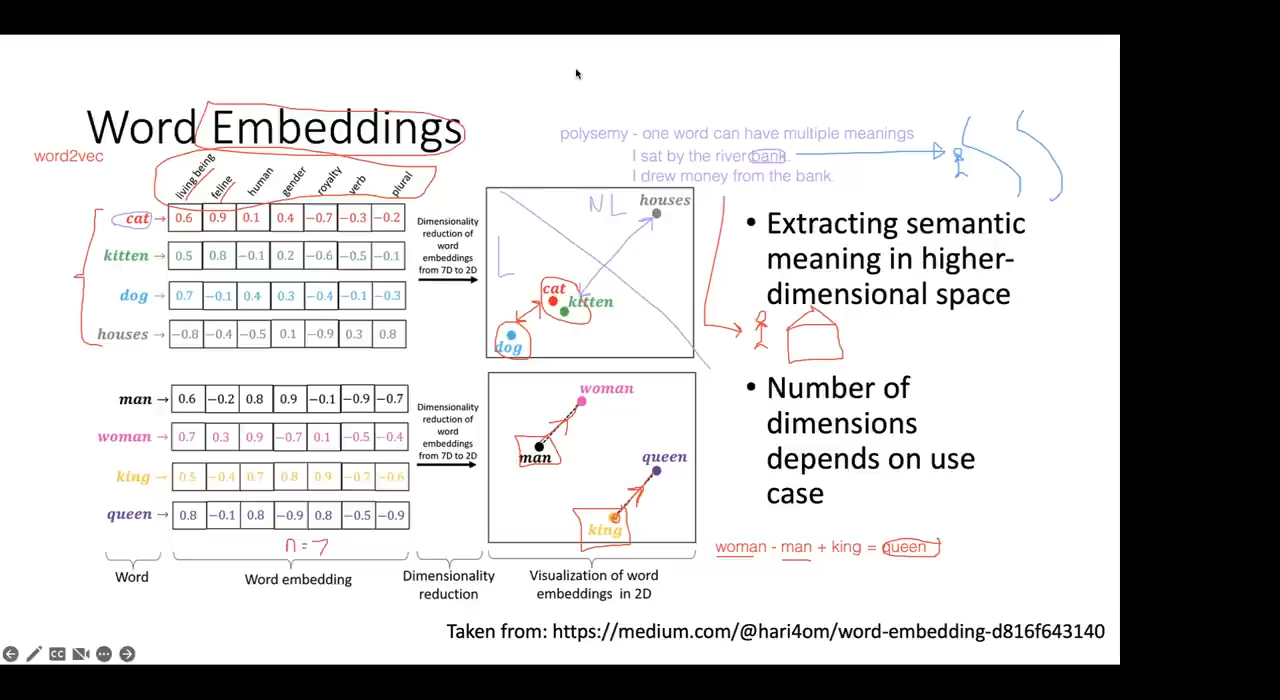 Word Embeddings
word2vec
polysemy - one word can have multiple meanings
I sat by the river bank.
I drew money from the bank.
living being feline human gender royalty verb plural
cat → 0.6 0.9 0.1 0.4 −0.7 −0.3 −0.2
kitten → 0.5 0.8 −0.1 0.2 −0.6 −0.5 −0.1
dog → 0.7 −0.1 0.4 0.3 −0.4 −0.1 −0.3
houses → −0.8 −0.4 −0.5 0.1 −0.9 0.3 0.8
Dimensionality
reduction of
word
embeddings
from 7D to 2D
NL
houses
L
cat
kitten
dog
• Extracting semantic
meaning in higher-
dimensional space
man → 0.6 −0.2 0.8 0.9 −0.1 −0.9 −0.7
woman → 0.7 0.3 0.9 −0.7 0.1 −0.5 −0.4
king → 0.5 −0.4 0.7 0.8 0.9 −0.7 −0.6
queen → 0.8 −0.1 0.8 −0.9 0.8 −0.5 −0.9
Dimensionality
reduction of
word
embeddings
from 7D to 2D
woman
man
queen
king
• Number of
dimensions
depends on use
case
n=7
woman - man + king = queen
Word
Word embedding
Dimensionality
reduction
Visualization of word
embeddings in 2D
Taken from: https://medium.com/@hari4om/word-embedding-d816f643140
CC